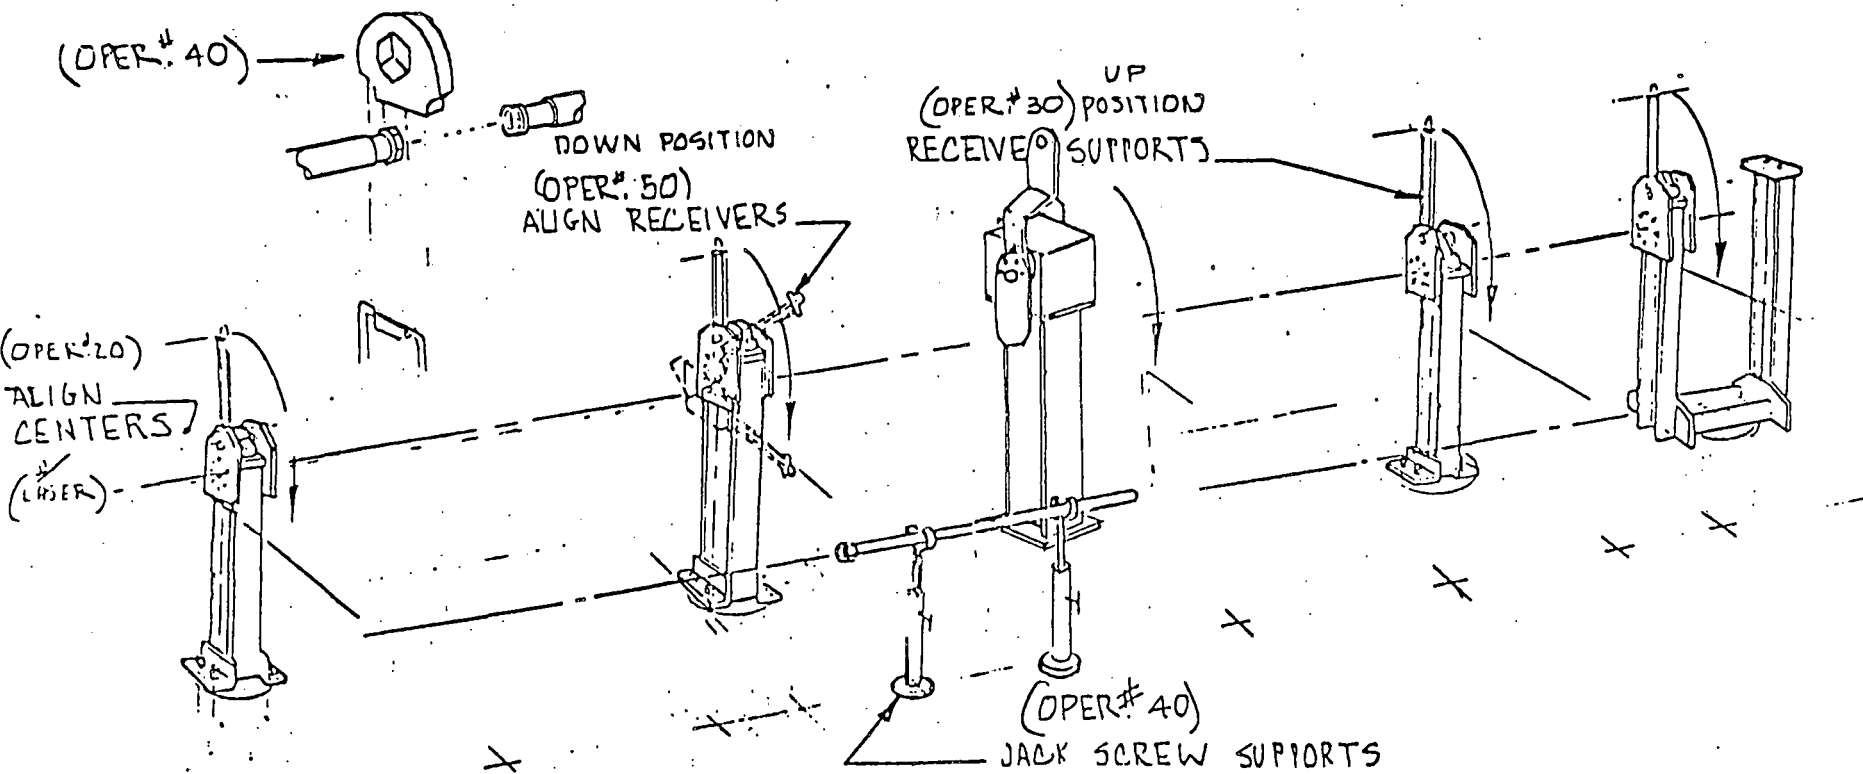 (OPER.# 40)
DOWN POSITION
(OPER#. 50)
ALIGN RECEIVERS
UP
(OPER.# 30) POSITION
RECEIVE SUPPORTS
(OPER.#20)
ALIGN
CENTERS
(LASER)
(OPER.# 40)
JACK SCREW SUPPORTS